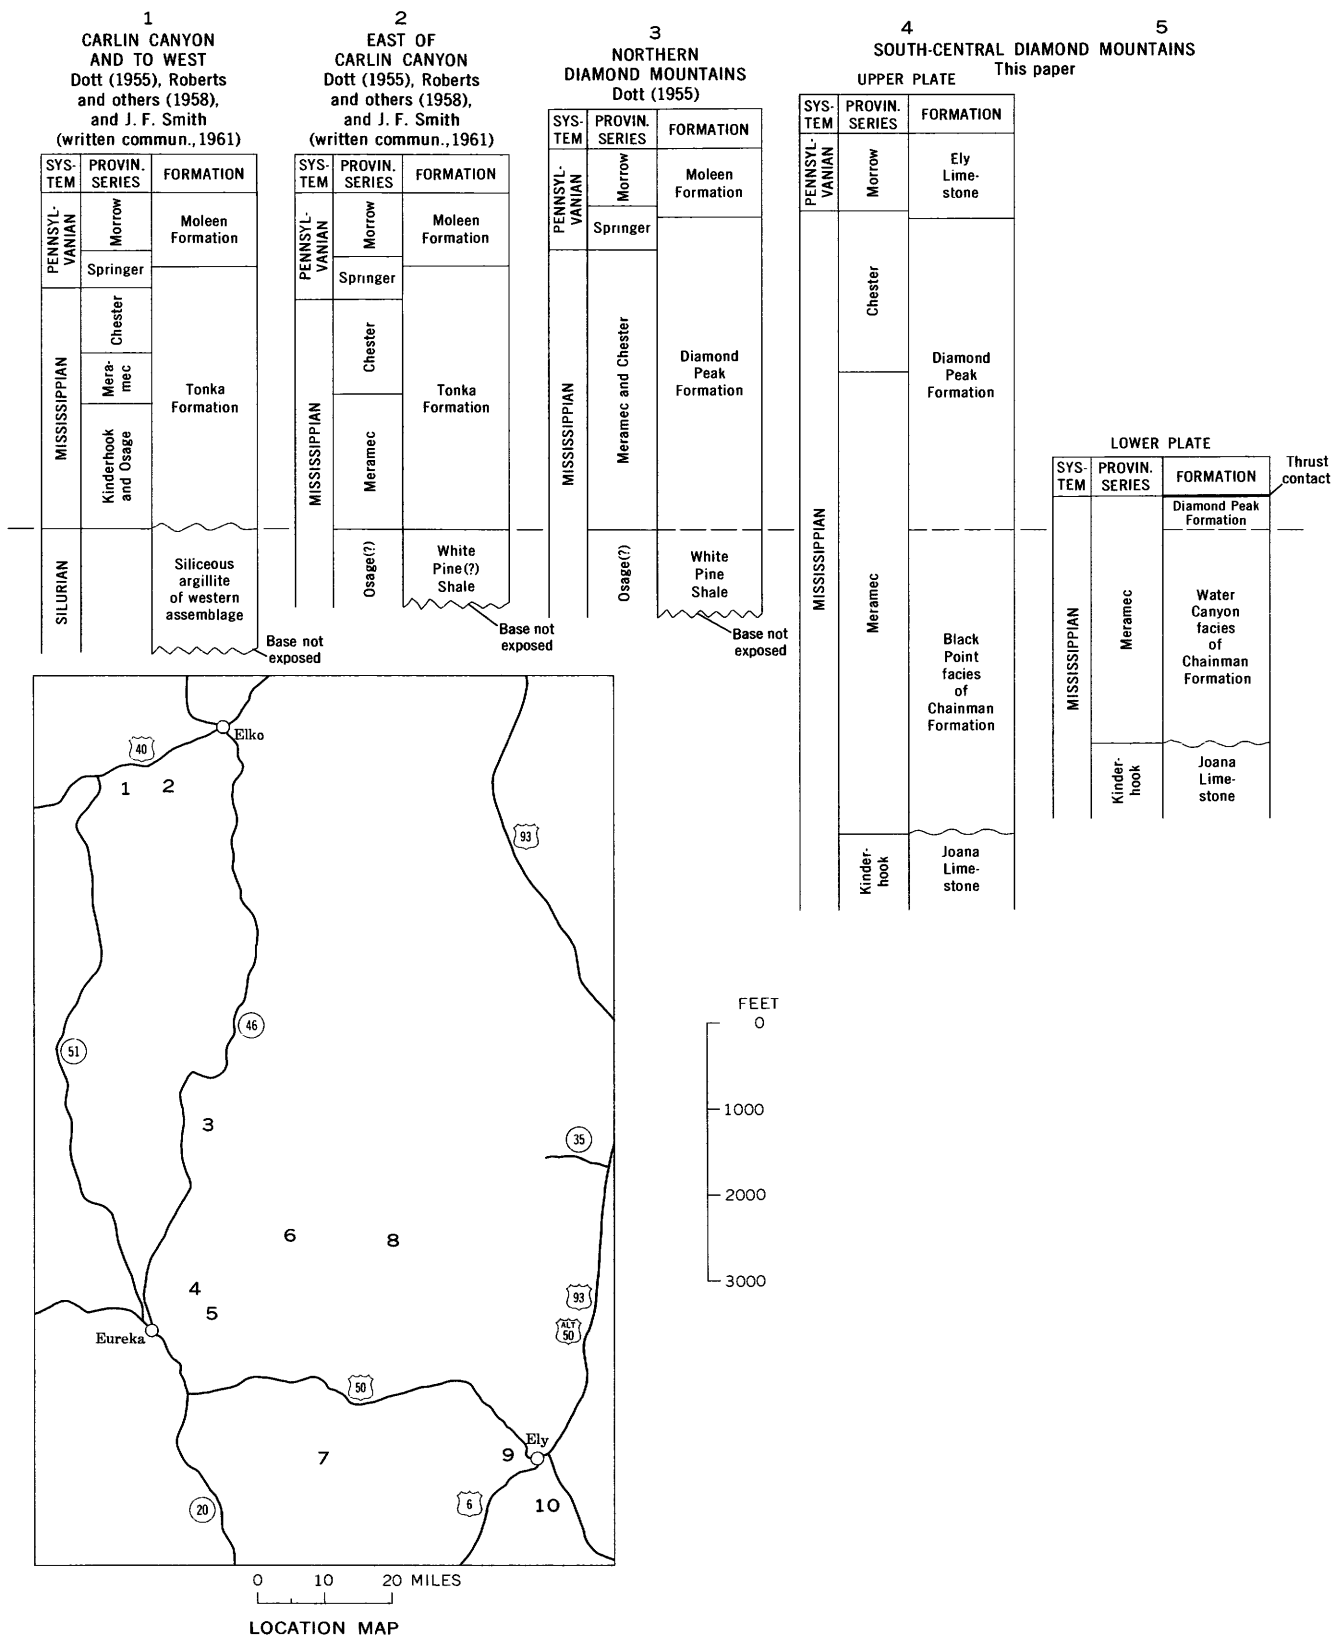 1
CARLIN CANYON
AND TO WEST
Dott (1955), Roberts
and others (1958),
and J. F. Smith
(written commun., 1961)
SYS-
TEM
PROVIN.
SERIES
FORMATION
PENNSYL-
VANIAN
Morrow
Moleen
Formation
Springer
MISSISSIPPIAN
Chester
Mera-
mec
Kinderhook
and Osage
Tonka
Formation
SILURIAN
Siliceous
argillite
of western
assemblage
Base not
exposed
2
EAST OF
CARLIN CANYON
Dott (1955), Roberts
and others (1958),
and J. F. Smith
(written commun., 1961)
SYS-
TEM
PROVIN.
SERIES
FORMATION
PENNSYL-
VANIAN
Morrow
Moleen
Formation
Springer
MISSISSIPPIAN
Chester
Meramec
Tonka
Formation
Osage(?)
White
Pine(?)
Shale
Base not
exposed
3
NORTHERN
DIAMOND MOUNTAINS
Dott (1955)
SYS-
TEM
PROVIN.
SERIES
FORMATION
PENNSYL-
VANIAN
Morrow
Moleen
Formation
Springer
MISSISSIPPIAN
Meramec and Chester
Diamond
Peak
Formation
Osage(?)
White
Pine
Shale
Base not
exposed
4
5
SOUTH-CENTRAL DIAMOND MOUNTAINS
This paper
UPPER PLATE
SYS-
TEM
PROVIN.
SERIES
FORMATION
PENNSYL-
VANIAN
Morrow
Ely
Lime-
stone
MISSISSIPPIAN
Chester
Diamond
Peak
Formation
Meramec
Black
Point
facies
of
Chainman
Formation
Kinder-
hook
Joana
Lime-
stone
LOWER PLATE
SYS-
TEM
PROVIN.
SERIES
FORMATION
Thrust
contact
Diamond Peak
Formation
MISSISSIPPIAN
Meramec
Water
Canyon
facies
of
Chainman
Formation
Kinder-
hook
Joana
Lime-
stone
Elko
40
1
2
93
46
51
3
35
6
8
4
5
93
ALT
50
Eureka
50
Ely
7
9
6
10
20
FEET
0
1000
2000
3000
0 10 20 MILES
LOCATION MAP